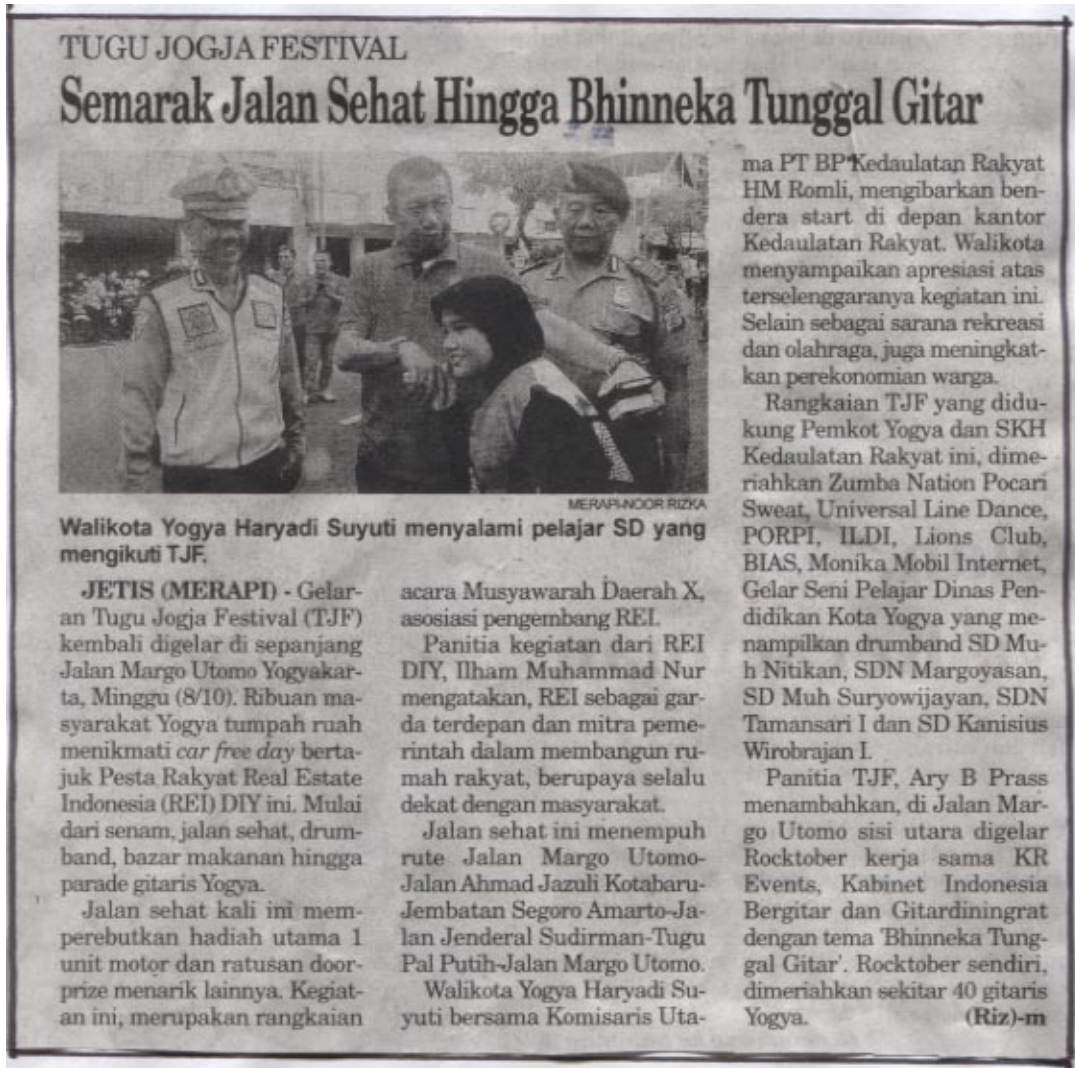 TUGU JOGJA FESTIVAL
Semarak Jalan Sehat Hingga Bhinneka Tunggal Gitar
MERAPI-NOOR RIZKA
Walikota Yogya Haryadi Suyuti menyalami pelajar SD yang
mengikuti TJF.
JETIS (MERAPI) - Gelar-
an Tugu Jogja Festival (TJF)
kembali digelar di sepanjang
Jalan Margo Utomo Yogyakar-
ta, Minggu (8/10). Ribuan ma-
syarakat Yogya tumpah ruah
menikmati car free day berta-
juk Pesta Rakyat Real Estate
Indonesia (REI) DIY ini. Mulai
dari senam, jalan sehat, drum-
band, bazar makanan hingga
parade gitaris Yogya.
Jalan sehat kali ini mem-
perebutkan hadiah utama 1
unit motor dan ratusan door-
prize menarik lainnya. Kegiat-
an ini, merupakan rangkaian
acara Musyawarah Daerah X,
asosiasi pengembang REI.
Panitia kegiatan dari REI
DIY, Ilham Muhammad Nur
mengatakan, REI sebagai gar-
da terdepan dan mitra peme-
rintah dalam membangun ru-
mah rakyat, berupaya selalu
dekat dengan masyarakat.
Jalan sehat ini menempuh
rute Jalan Margo Utomo-
Jalan Ahmad Jazuli Kotabaru-
Jembatan Segoro Amarto-Ja-
lan Jenderal Sudirman-Tugu
Pal Putih-Jalan Margo Utomo.
Walikota Yogya Haryadi Su-
yuti bersama Komisaris Uta-
ma PT BP Kedaulatan Rakyat
HM Romli, mengibarkan ben-
dera start di depan kantor
Kedaulatan Rakyat. Walikota
menyampaikan apresiasi atas
terselenggaranya kegiatan ini.
Selain sebagai sarana rekreasi
dan olahraga, juga meningkat-
kan perekonomian warga.
Rangkaian TJF yang didu-
kung Pemkot Yogya dan SKH
Kedaulatan Rakyat ini, dime-
riahkan Zumba Nation Pocari
Sweat, Universal Line Dance,
PORPI, ILDI, Lions Club,
BIAS, Monika Mobil Internet,
Gelar Seni Pelajar Dinas Pen-
didikan Kota Yogya yang me-
nampilkan drumband SD Mu-
h Nitikan, SDN Margoyasan,
SD Muh Suryowijayan, SDN
Tamansari I dan SD Kanisius
Wirobrajan I.
Panitia TJF, Ary B Prass
menambahkan, di Jalan Mar-
go Utomo sisi utara digelar
Rocktober kerja sama KR
Events, Kabinet Indonesia
Bergitar dan Gitardiningrat
dengan tema 'Bhinneka Tung-
gal Gitar'. Rocktober sendiri,
dimeriahkan sekitar 40 gitaris
Yogya. (Riz)-m